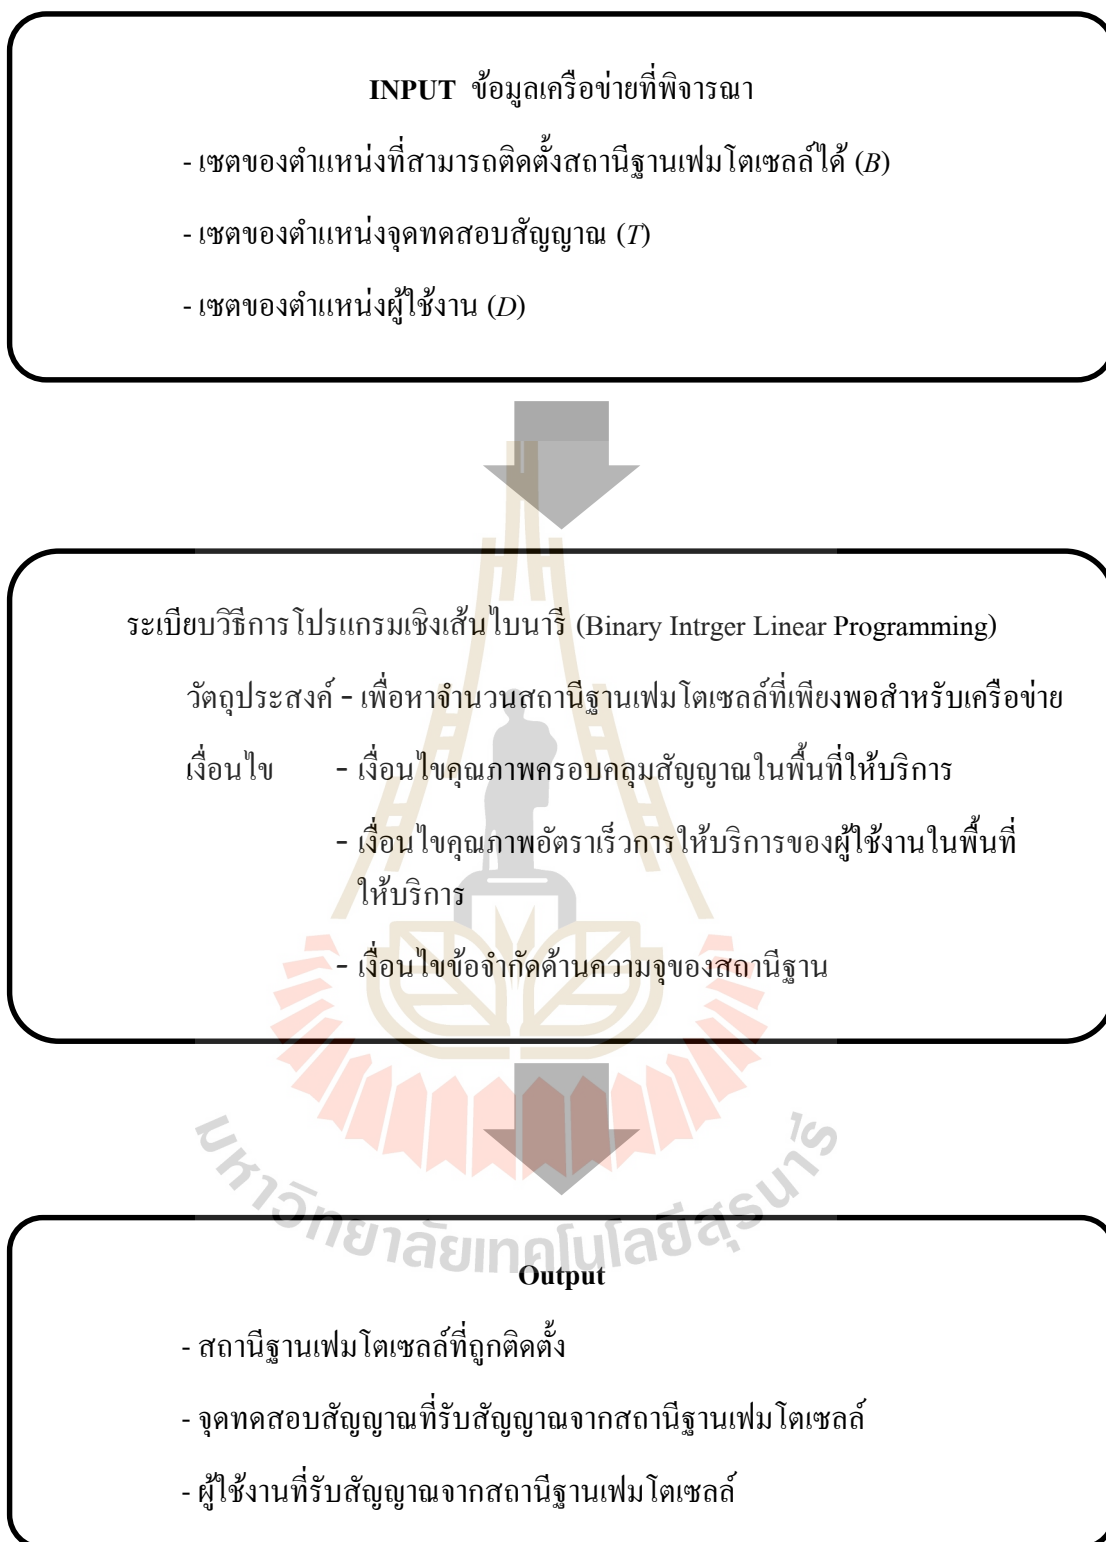 INPUT ข้อมูลเครือข่ายที่พิจารณา
- เซตของตำแหน่งที่สามารถติดตั้งสถานีฐานเฟมโตเซลล์ได้ (B)
- เซตของตำแหน่งจุดทดสอบสัญญาณ (T)
- เซตของตำแหน่งผู้ใช้งาน (D)
ระเบียบวิธีการโปรแกรมเชิงเส้นไบนารี (Binary Intrger Linear Programming)
วัตถุประสงค์ - เพื่อหาจำนวนสถานีฐานเฟมโตเซลล์ที่เพียงพอสำหรับเครือข่าย
เงื่อนไข - เงื่อนไขคุณภาพครอบคลุมสัญญาณในพื้นที่ให้บริการ
- เงื่อนไขคุณภาพอัตราเร็วการให้บริการของผู้ใช้งานในพื้นที่
ให้บริการ
- เงื่อนไขข้อจำกัดด้านความจุของสถานีฐาน
มหาวิทยาลัยเทคโนโลยีสุรนารี
Output
- สถานีฐานเฟมโตเซลล์ที่ถูกติดตั้ง
- จุดทดสอบสัญญาณที่รับสัญญาณจากสถานีฐานเฟมโตเซลล์
- ผู้ใช้งานที่รับสัญญาณจากสถานีฐานเฟมโตเซลล์